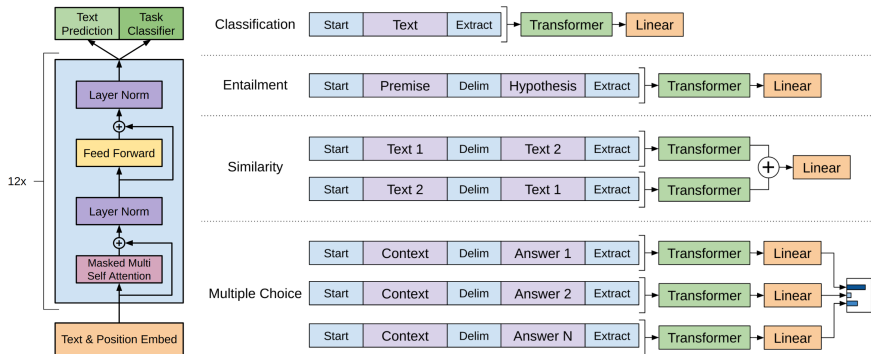 Text Prediction
Task Classifier
Layer Norm
Feed Forward
12x
Layer Norm
Masked Multi Self Attention
Text & Position Embed
Classification Start Text Extract Transformer Linear
Entailment Start Premise Delim Hypothesis Extract Transformer Linear
Similarity
Start Text 1 Delim Text 2 Extract Transformer
+ Linear
Start Text 2 Delim Text 1 Extract Transformer
Multiple Choice
Start Context Delim Answer 1 Extract Transformer Linear
Start Context Delim Answer 2 Extract Transformer Linear
Start Context Delim Answer N Extract Transformer Linear